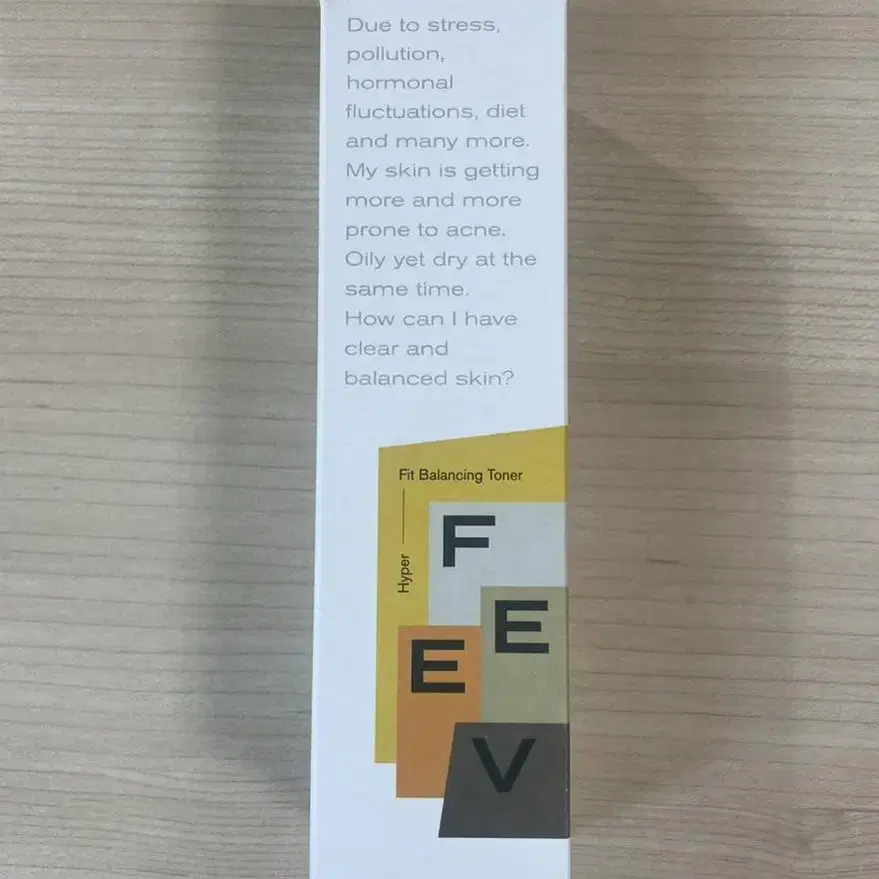 Due to stress,
pollution,
hormonal
fluctuations, diet
and many more.
My skin is getting
more and more
prone to acne.
Oily yet dry at the
same time.
How can I have
clear and
balanced skin?
Fit Balancing Toner
Hyper
F
E
E
V